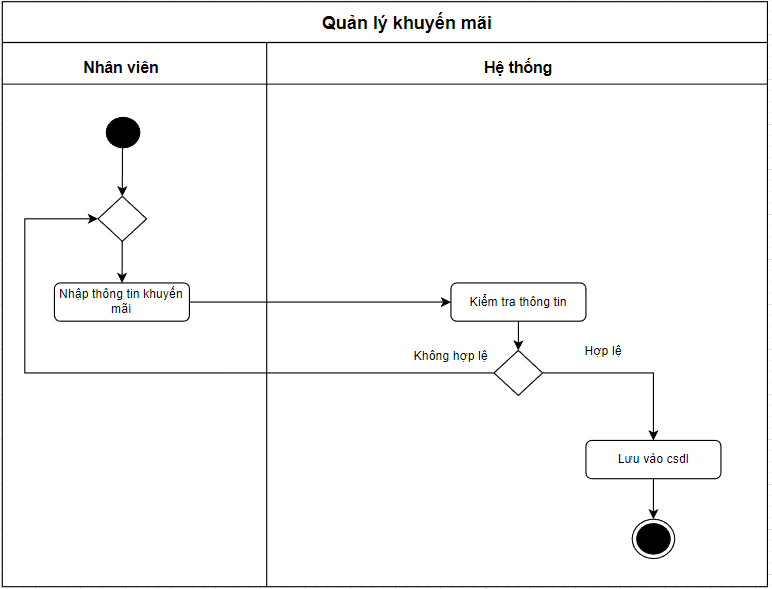 Quản lý khuyến mãi
Nhân viên
Hệ thống
Nhập thông tin khuyến
mãi
Kiểm tra thông tin
Không hợp lệ
Hợp lệ
Lưu vào csdl